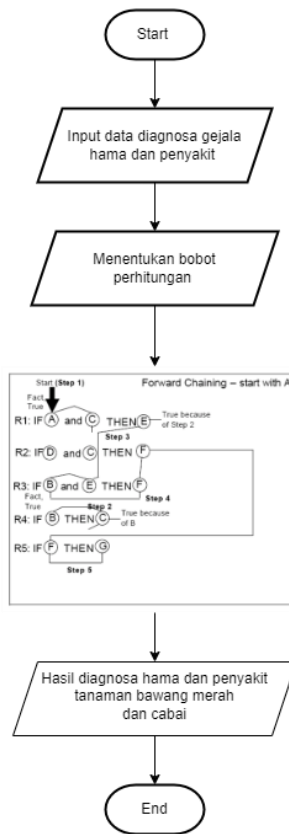 Start
Input data diagnosa gejala
hama dan penyakit
Menentukan bobot
perhitungan
Start (Step 1)
Forward Chaining – start with A
Fact,
True
R1: IF A and C THEN E
True because
of Step 2
Step 3
R2: IF D and C THEN F
R3: IF B and E THEN F
Fact,
True
Step 2
Step 4
R4: IF B THEN C
True because
of B
R5: IF F THEN G
Step 5
Hasil diagnosa hama dan penyakit
tanaman bawang merah
dan cabai
End